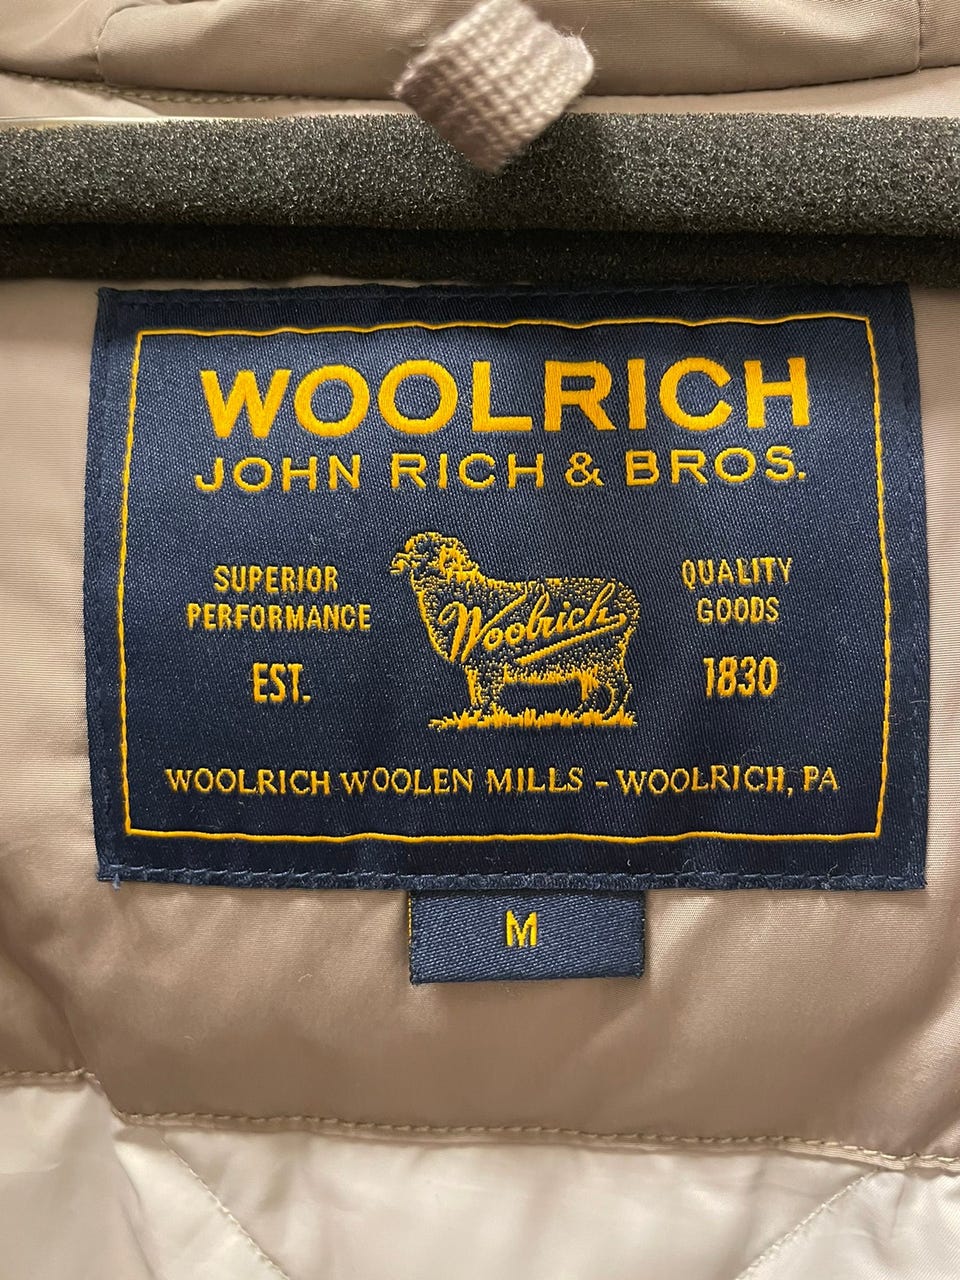 WOOLRICH
JOHN RICH & BROS.
SUPERIOR
PERFORMANCE
EST.
Woolrich
QUALITY
GOODS
1830
WOOLRICH WOOLEN MILLS - WOOLRICH, PA
M